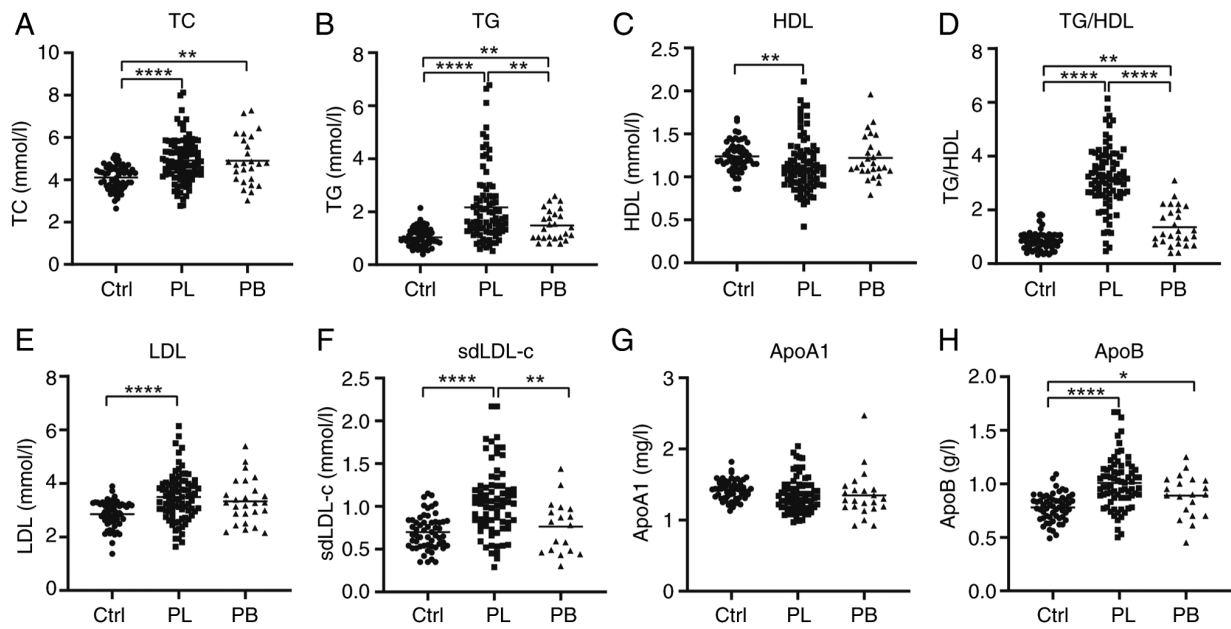 A TC
TC (mmol/l)
10
8
6
4
2
0
**
****
Ctrl PL PB
B TG
TG (mmol/l)
8
6
4
2
0
**
**** **
Ctrl PL PB
C HDL
HDL (mmol/l)
2.5
2.0
1.5
1.0
0.5
0.0
**
Ctrl PL PB
D TG/HDL
TG/HDL
8
6
4
2
0
**
**** ****
Ctrl PL PB
E LDL
LDL (mmol/l)
8
6
4
2
0
****
Ctrl PL PB
F sdLDL-c
sdLDL-c (mmol/l)
2.5
2.0
1.5
1.0
0.5
0.0
**** **
Ctrl PL PB
G ApoA1
ApoA1 (mg/l)
3
2
1
0
Ctrl PL PB
H ApoB
ApoB (g/l)
2.0
1.5
1.0
0.5
0.0
*
****
Ctrl PL PB